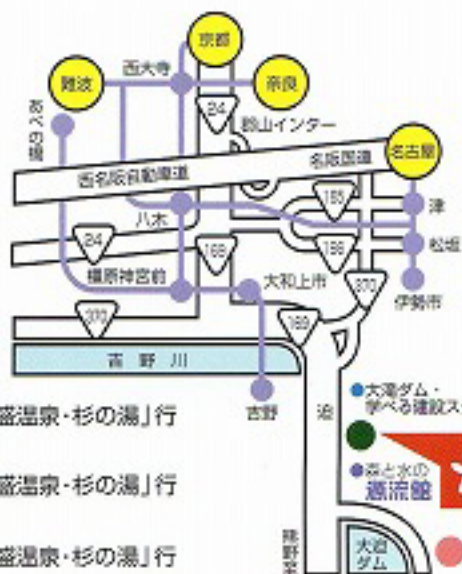 京都
難波
西大寺
奈良
24
あべの橋
郡山インター
名古屋
名阪国道
西名阪自動車道
165
津
八木
24
169
166
松坂
橿原神宮前
大和上市
370
伊勢市
370
169
吉野川
吉野
迫
大滝ダム・
学べる建設ス
盛温泉・杉の湯」行
森と水の
源流館
盛温泉・杉の湯」行
盛温泉・杉の湯」行
大迫
ダム